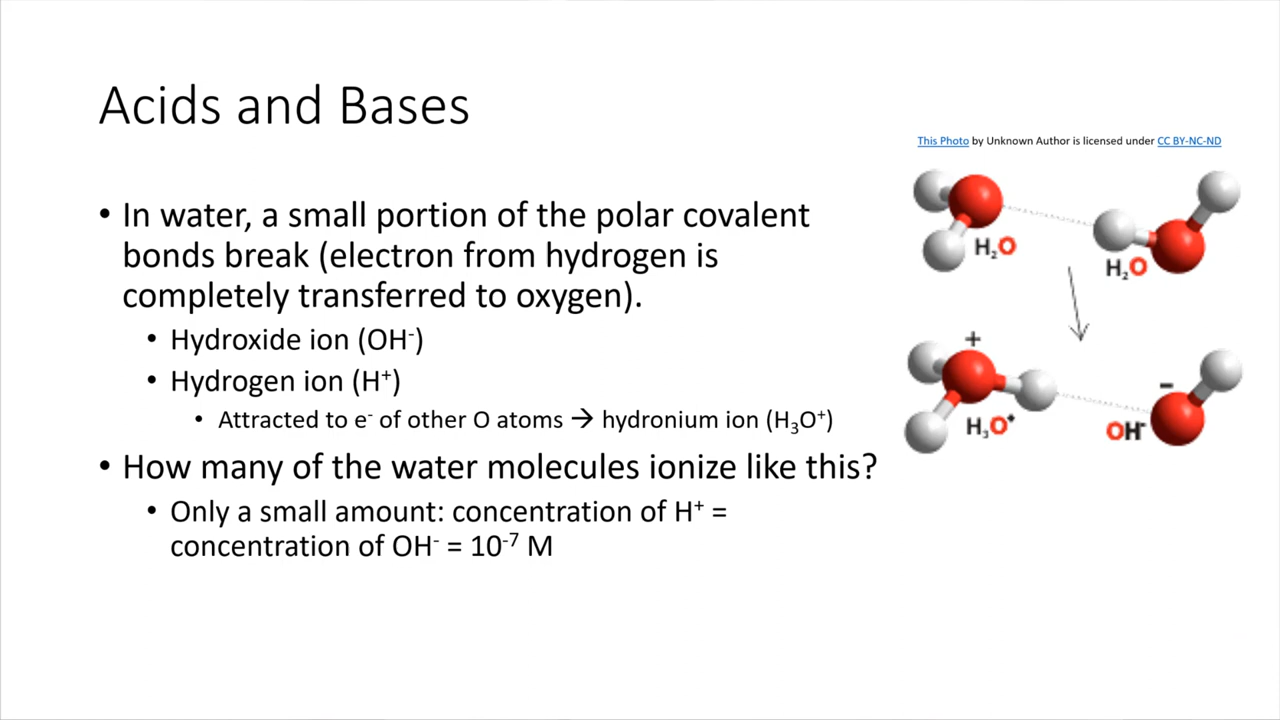 Acids and Bases
This Photo by Unknown Author is licensed under CC BY-NC-ND
• In water, a small portion of the polar covalent
bonds break (electron from hydrogen is
completely transferred to oxygen).
• Hydroxide ion (OH⁻)
• Hydrogen ion (H⁺)
• Attracted to e⁻ of other O atoms → hydronium ion (H₃O⁺)
• How many of the water molecules ionize like this?
• Only a small amount: concentration of H⁺ =
concentration of OH⁻ = 10⁻⁷ M
H₂O
H₂O
+
H₃O⁺
-
OH⁻